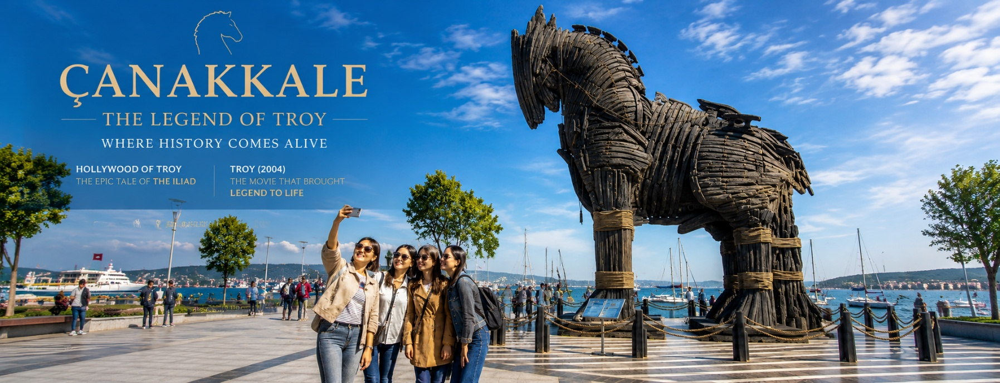 ÇANAKKALE
THE LEGEND OF TROY
WHERE HISTORY COMES ALIVE
HOLLYWOOD OF TROY
THE EPIC TALE OF THE ILIAD
TROY (2004)
THE MOVIE THAT BROUGHT
LEGEND TO LIFE